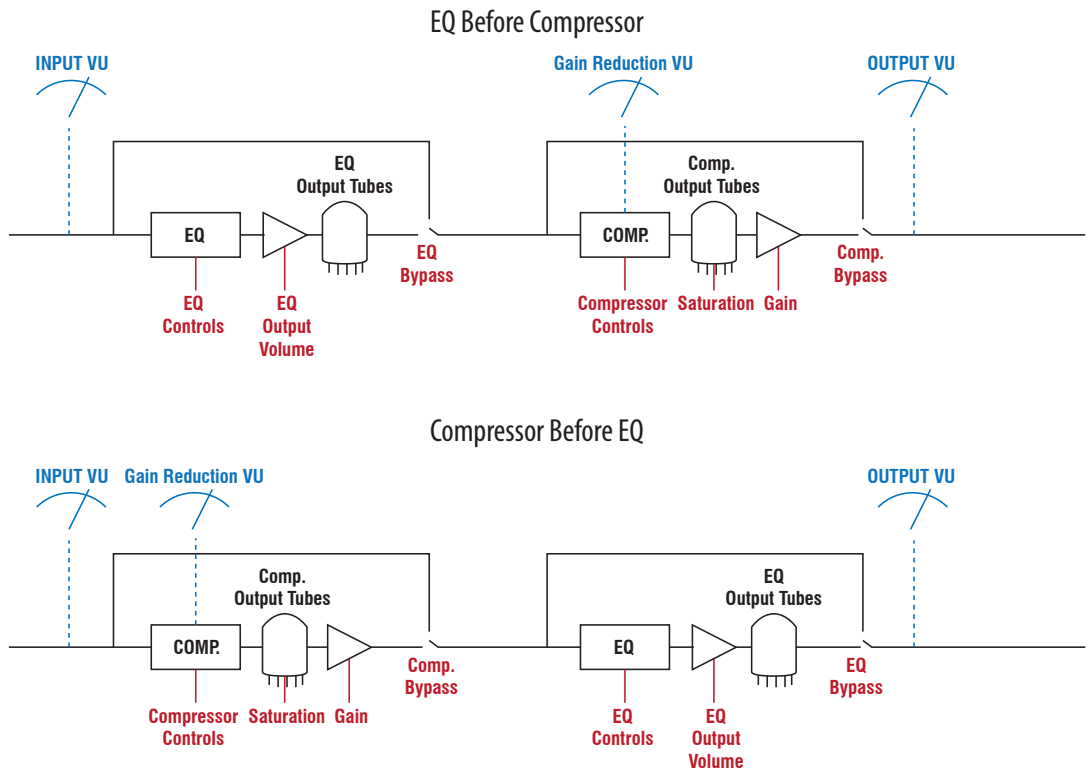 EQ Before Compressor
INPUT VU
Gain Reduction VU
OUTPUT VU
EQ
Output Tubes
Comp.
Output Tubes
EQ
COMP.
EQ
Bypass
Comp.
Bypass
EQ
Controls
EQ
Output
Volume
Compressor
Controls
Saturation
Gain
Compressor Before EQ
INPUT VU
Gain Reduction VU
OUTPUT VU
Comp.
Output Tubes
EQ
Output Tubes
COMP.
EQ
Comp.
Bypass
EQ
Bypass
Compressor
Controls
Saturation
Gain
EQ
Controls
EQ
Output
Volume